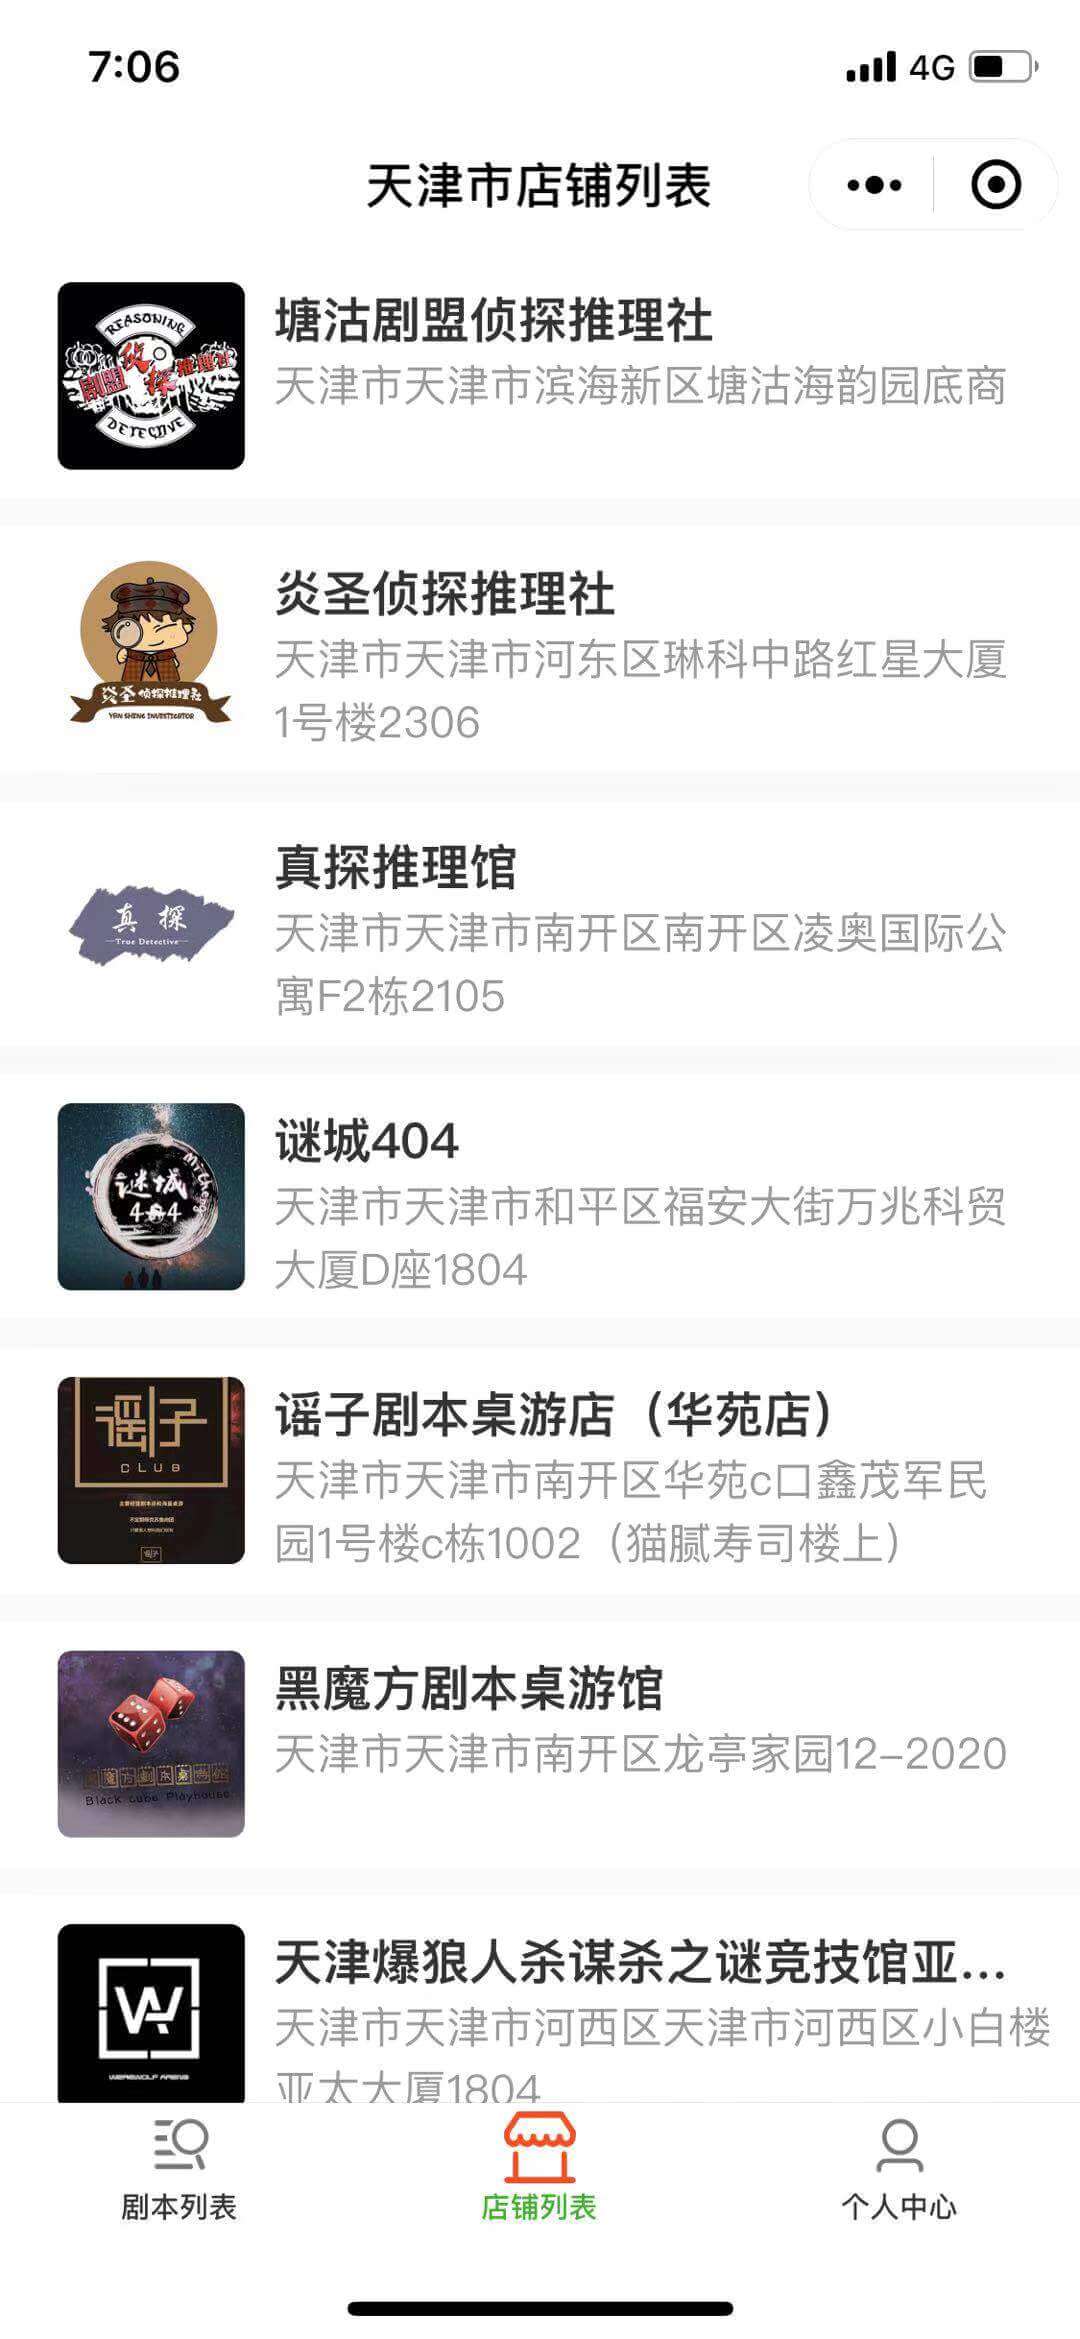 7:06
4G
天津市店铺列表
REASONING
剧盟 侦探 推理社
DETECTIVE
塘沽剧盟侦探推理社
天津市天津市滨海新区塘沽海韵园底商
炎圣侦探推理社
YAN SHENG INVESTIGATOR
炎圣侦探推理社
天津市天津市河东区琳科中路红星大厦
1号楼2306
真 探
True Detective
真探推理馆
天津市天津市南开区南开区凌奥国际公
寓F2栋2105
谜城
404
Micheng
谜城404
天津市天津市和平区福安大街万兆科贸
大厦D座1804
谣子
CLUB
谣子剧本桌游店（华苑店）
天津市天津市南开区华苑c口鑫茂军民
园1号楼c栋1002（猫腻寿司楼上）
Black cube Playhouse
黑魔方剧本桌游馆
天津市天津市南开区龙亭家园12-2020
WEREWOLF ARENA
天津爆狼人杀谋杀之谜竞技馆亚...
天津市天津市河西区天津市河西区小白楼
亚太大厦1804
剧本列表
店铺列表
个人中心